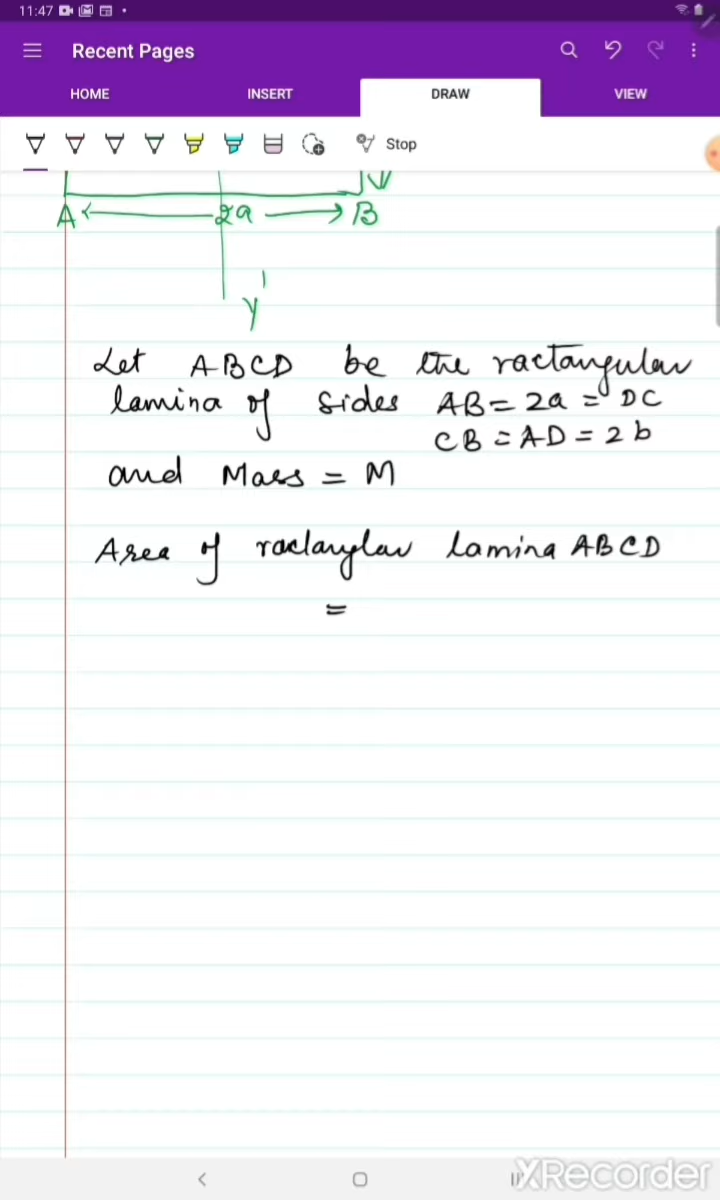 11:47
Recent Pages
HOME INSERT DRAW VIEW
Stop
A 2a B
Y'
Let ABCD be the ractangular
lamina of sides AB = 2a = DC
CB = AD = 2b
and Mass = M
Area of ractanglar lamina ABCD
=
XRecorder